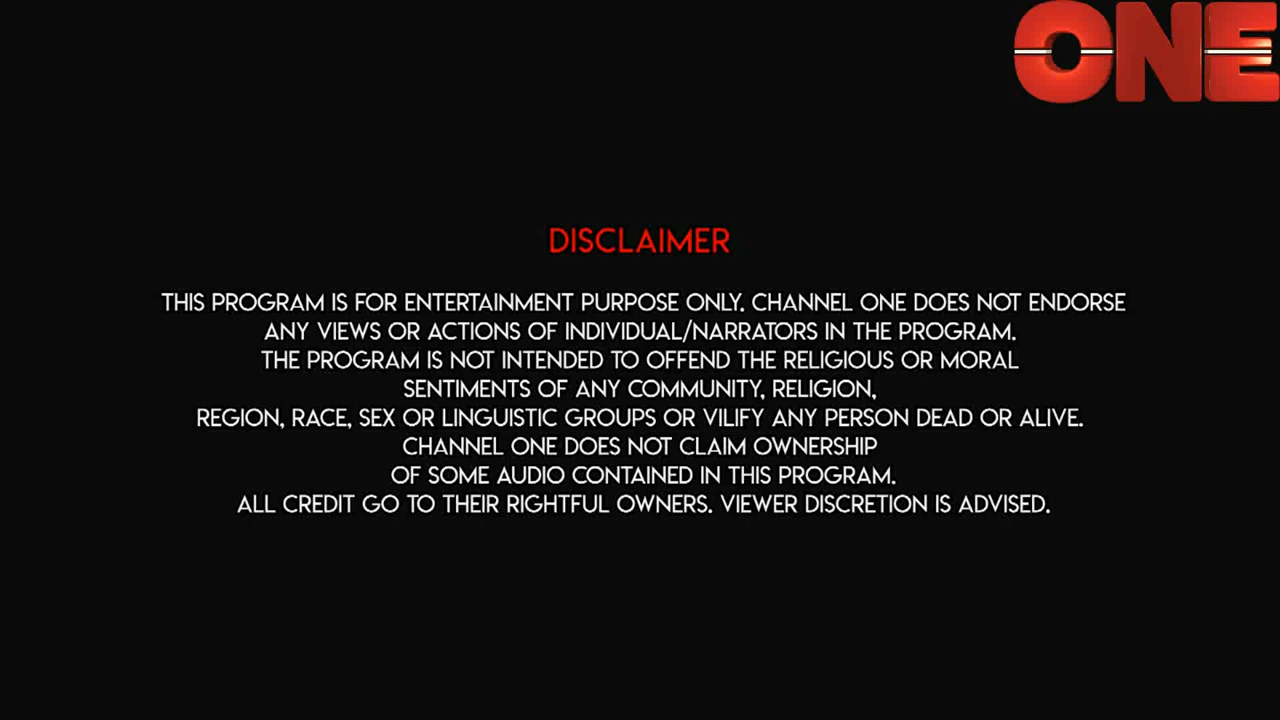 ONE
DISCLAIMER
THIS PROGRAM IS FOR ENTERTAINMENT PURPOSE ONLY. CHANNEL ONE DOES NOT ENDORSE
ANY VIEWS OR ACTIONS OF INDIVIDUAL/NARRATORS IN THE PROGRAM.
THE PROGRAM IS NOT INTENDED TO OFFEND THE RELIGIOUS OR MORAL
SENTIMENTS OF ANY COMMUNITY, RELIGION,
REGION, RACE, SEX OR LINGUISTIC GROUPS OR VILIFY ANY PERSON DEAD OR ALIVE.
CHANNEL ONE DOES NOT CLAIM OWNERSHIP
OF SOME AUDIO CONTAINED IN THIS PROGRAM.
ALL CREDIT GO TO THEIR RIGHTFUL OWNERS. VIEWER DISCRETION IS ADVISED.